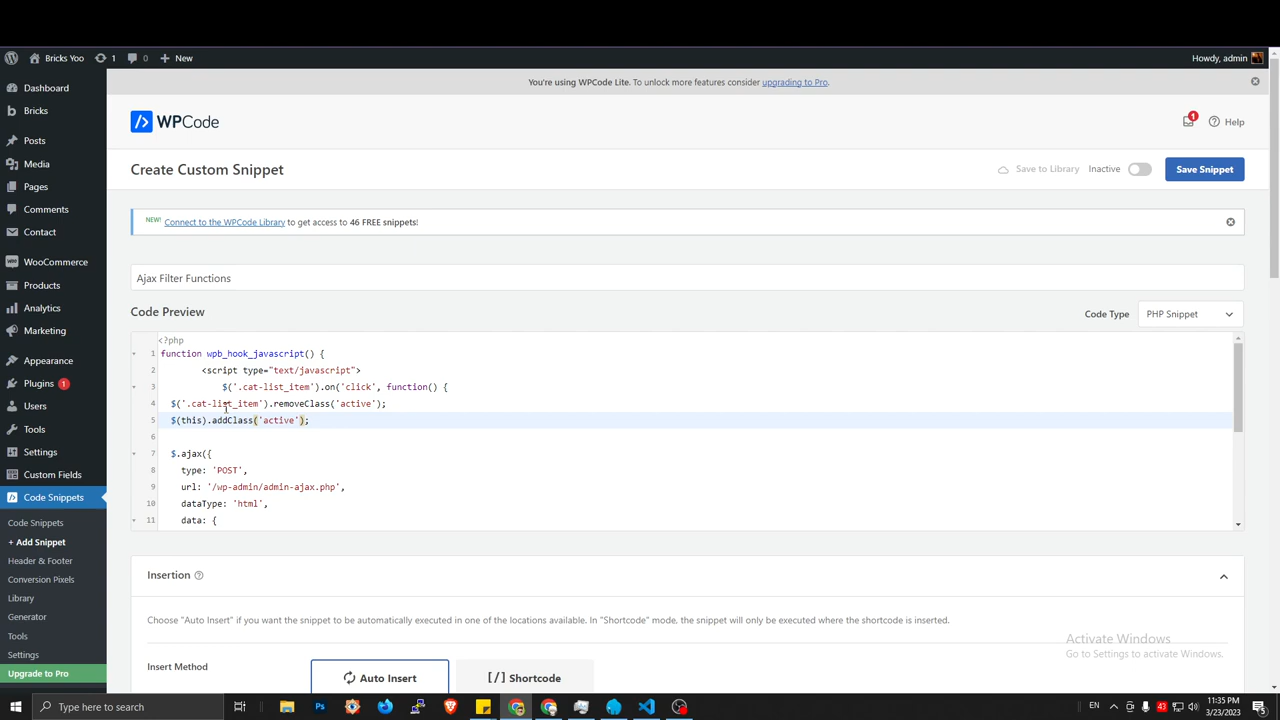 Bricks Yoo
1
0
New
Howdy, admin
You're using WPCode Lite. To unlock more features consider upgrading to Pro.
Dashboard
Bricks
Posts
Media
Pages
Comments
Contact
WooCommerce
Products
Analytics
Marketing
Appearance
Plugins 1
Users
Tools
Settings
Custom Fields
Code Snippets
Code Snippets
+ Add Snippet
Header & Footer
Conversion Pixels
Library
Generator
Tools
Settings
Upgrade to Pro
WPCode
1
Help
Create Custom Snippet
Save to Library
Inactive
Save Snippet
NEW! Connect to the WPCode Library to get access to 46 FREE snippets!
Ajax Filter Functions
Code Preview
Code Type
PHP Snippet
<?php
1 function wpb_hook_javascript() {
2 <script type="text/javascript">
3 $('.cat-list_item').on('click', function() {
4 $('.cat-list_item').removeClass('active');
5 $(this).addClass('active');
6
7 $.ajax({
8 type: 'POST',
9 url: '/wp-admin/admin-ajax.php',
10 dataType: 'html',
11 data: {
Insertion
Choose "Auto Insert" if you want the snippet to be automatically executed in one of the locations available. In "Shortcode" mode, the snippet will only be executed where the shortcode is inserted.
Insert Method
Auto Insert
[/] Shortcode
Activate Windows
Go to Settings to activate Windows.
Type here to search
EN
43
11:35 PM
3/23/2023
5